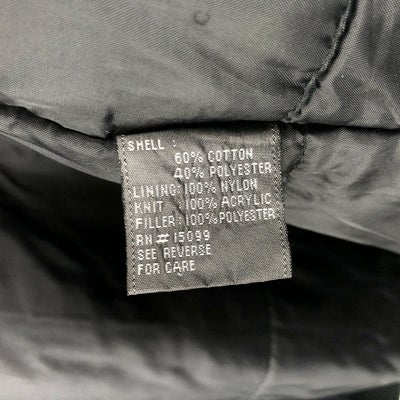 SHELL :
60% COTTON
40% POLYESTER
LINING: 100% NYLON
KNIT : 100% ACRYLIC
FILLER: 100% POLYESTER
RN# 15099
SEE REVERSE
FOR CARE